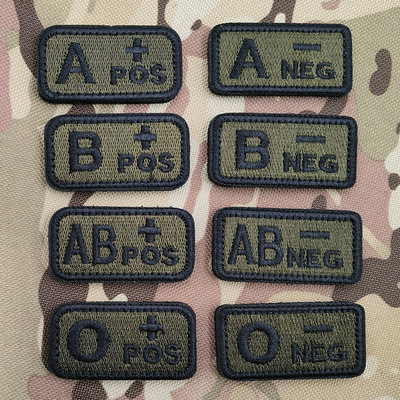 A + POS
A - NEG
B + POS
B - NEG
AB + POS
AB - NEG
O + POS
O - NEG